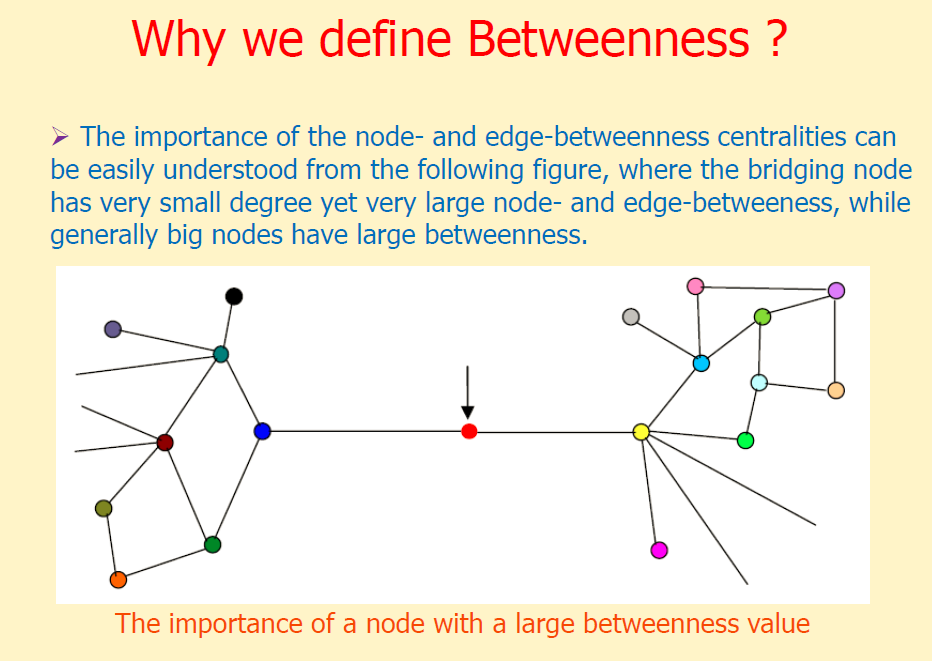 Why we define Betweenness ?
➢ The importance of the node- and edge-betweenness centralities can
be easily understood from the following figure, where the bridging node
has very small degree yet very large node- and edge-betweeness, while
generally big nodes have large betweenness.
The importance of a node with a large betweenness value